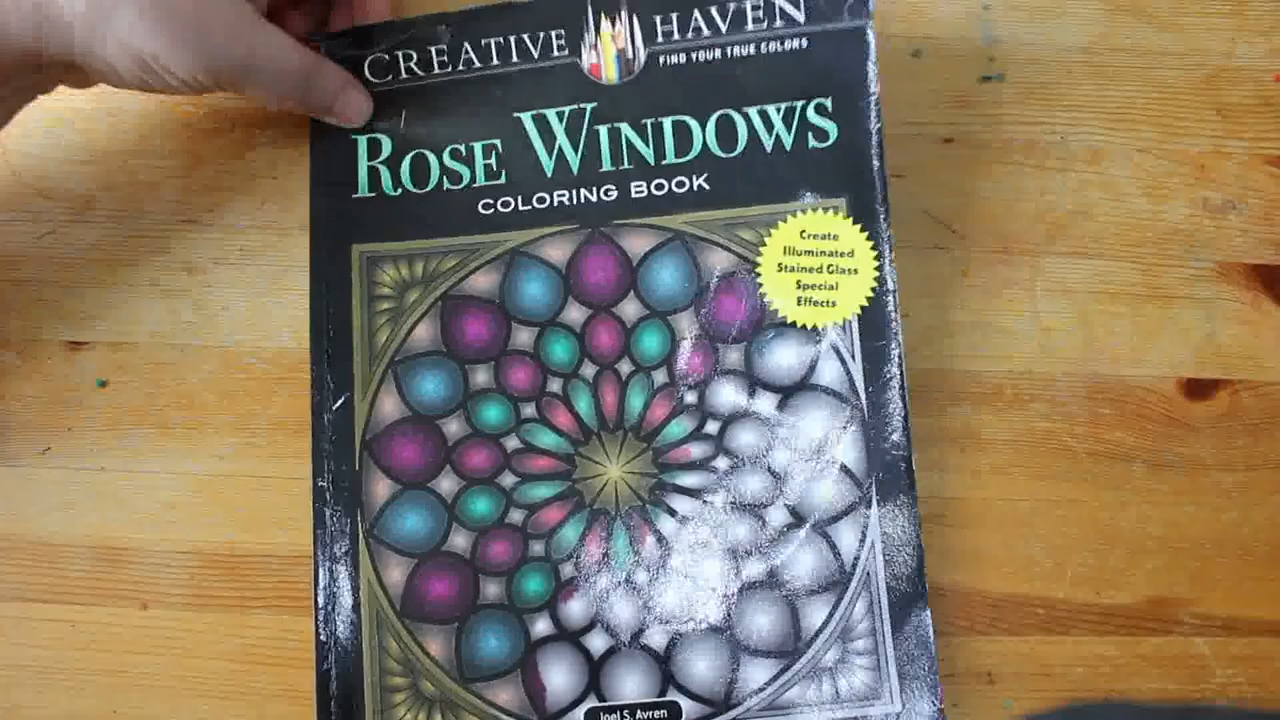 CREATIVE HAVEN
FIND YOUR TRUE COLORS
ROSE WINDOWS
COLORING BOOK
Create
Illuminated
Stained Glass
Special
Effects
Joel S. Avren